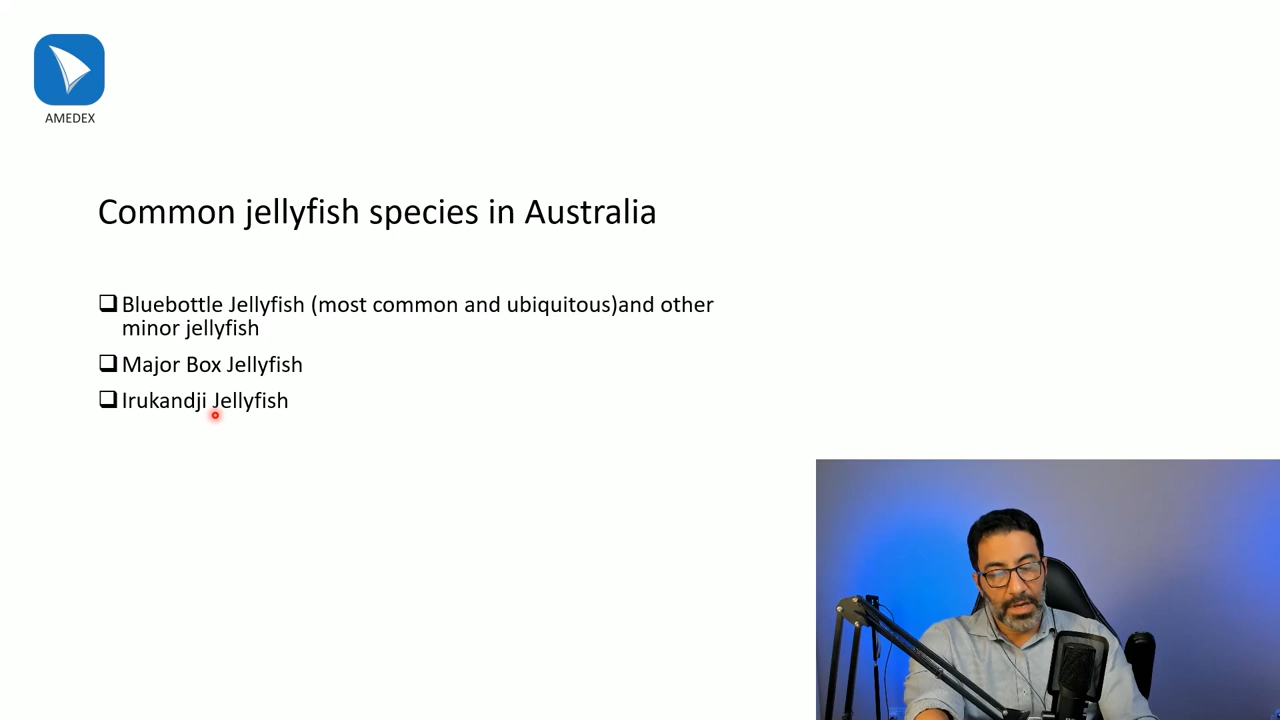 AMEDEX
Common jellyfish species in Australia
Bluebottle Jellyfish (most common and ubiquitous)and other
minor jellyfish
Major Box Jellyfish
Irukandji Jellyfish